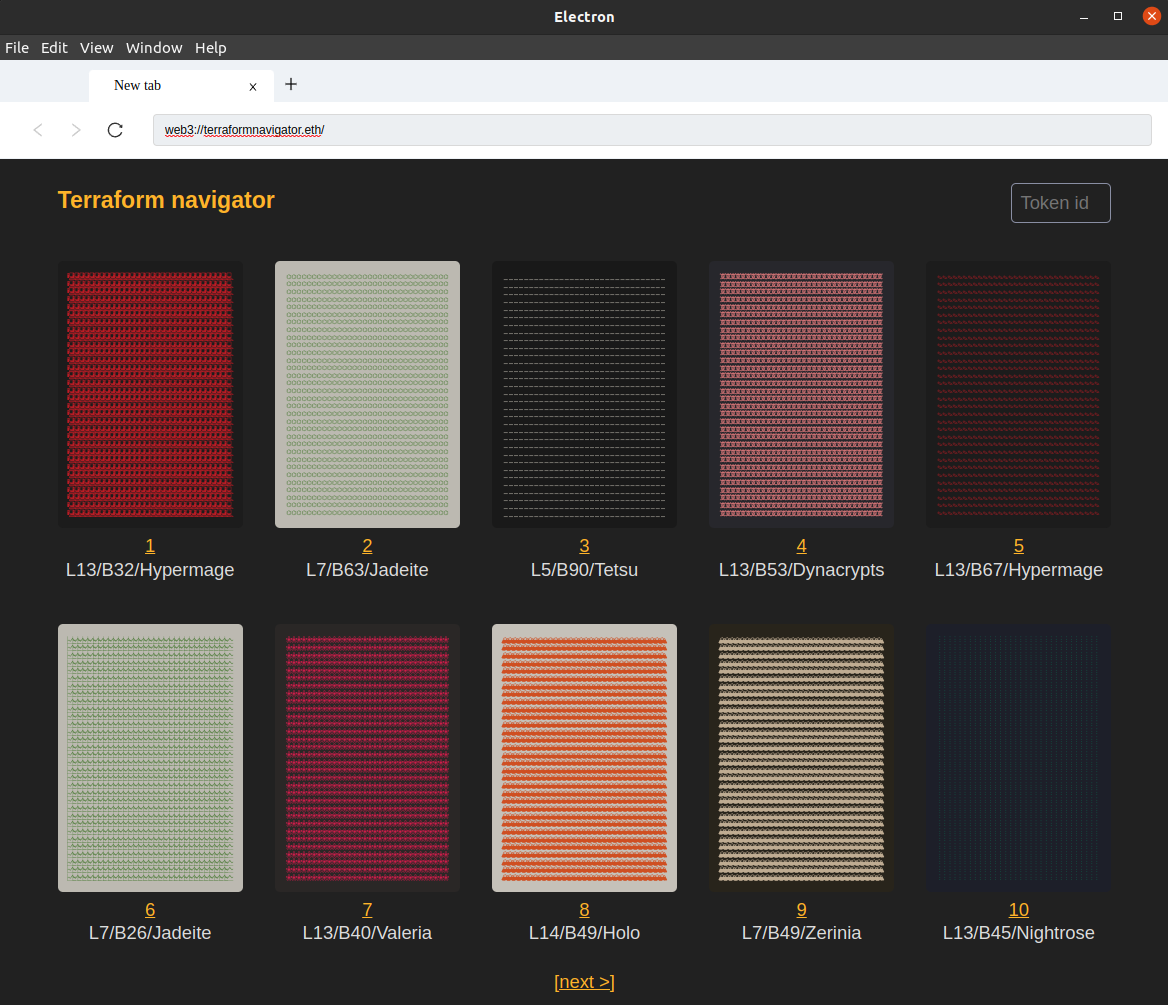 Electron
File Edit View Window Help
New tab x +
web3://terraformnavigator.eth/
Terraform navigator
Token id
1 2 3 4 5
L13/B32/Hypermage L7/B63/Jadeite L5/B90/Tetsu L13/B53/Dynacrypts L13/B67/Hypermage
6 7 8 9 10
L7/B26/Jadeite L13/B40/Valeria L14/B49/Holo L7/B49/Zerinia L13/B45/Nightrose
[next >]